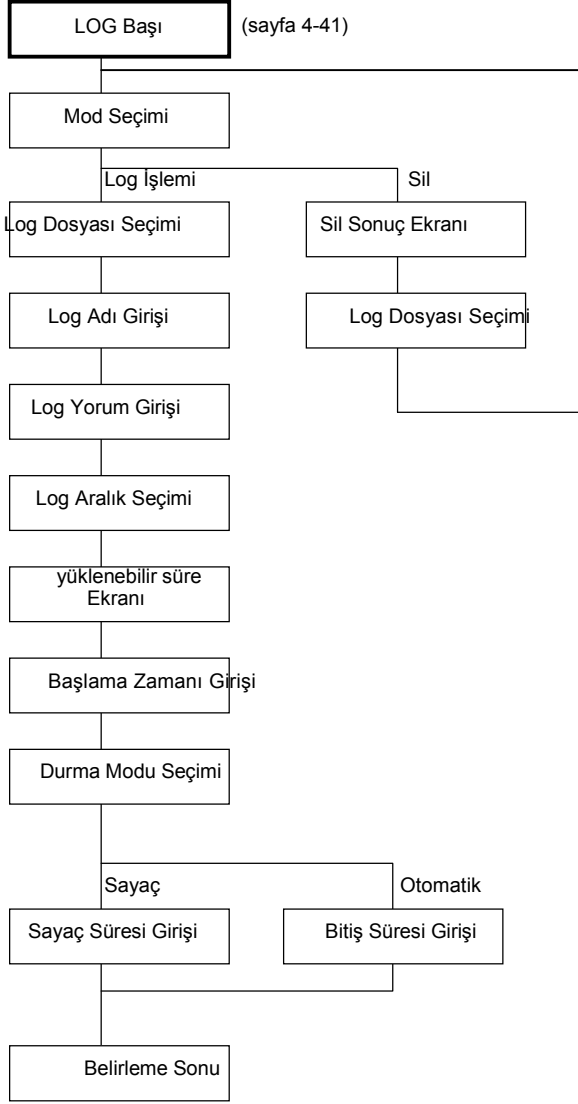 LOG Başı
(sayfa 4-41)
Mod Seçimi
Log İşlemi
Sil
Log Dosyası Seçimi
Sil Sonuç Ekranı
Log Adı Girişi
Log Dosyası Seçimi
Log Yorum Girişi
Log Aralık Seçimi
yüklenebilir süre
Ekranı
Başlama Zamanı Girişi
Durma Modu Seçimi
Sayaç
Otomatik
Sayaç Süresi Girişi
Bitiş Süresi Girişi
Belirleme Sonu